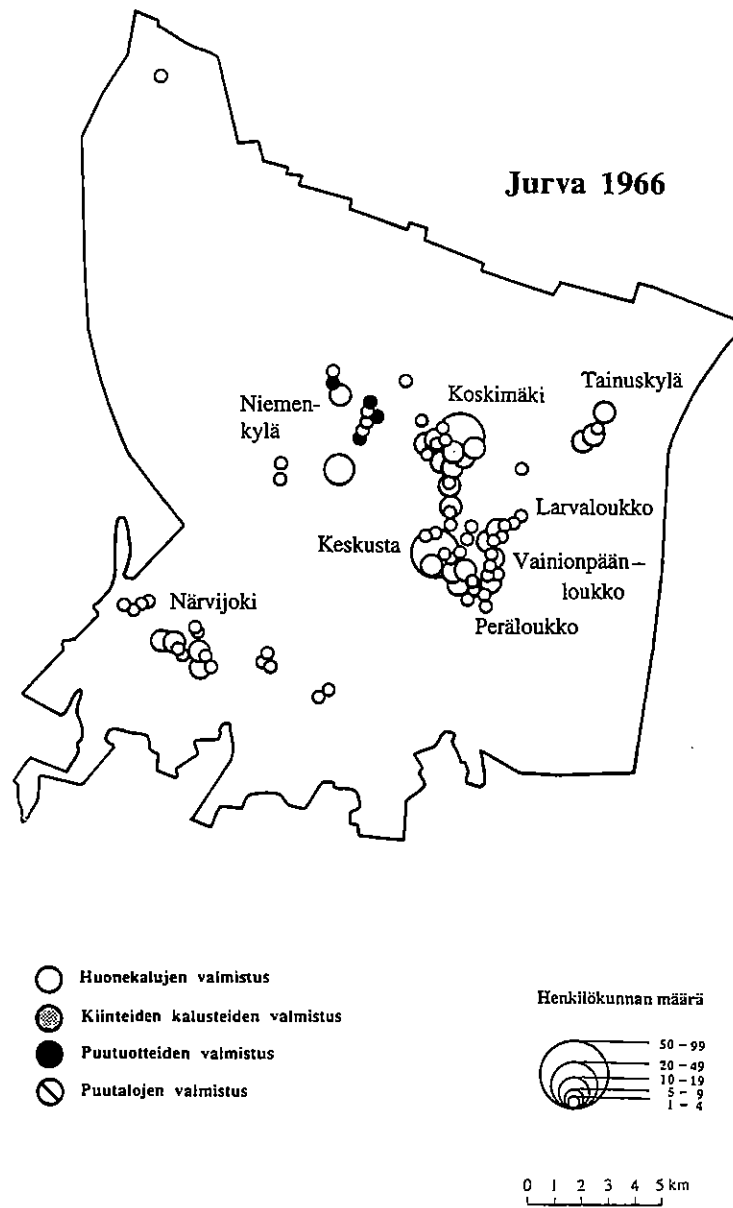 Jurva 1966
Tainuskylä
Koskimäki
Niemen-
kylä
Larvaloukko
Keskusta
Vainionpään-
loukko
Närvijoki
Peräloukko
Huonekalujen valmistus
Kiinteiden kalusteiden valmistus
Puutuotteiden valmistus
Puutalojen valmistus
Henkilökunnan määrä
50 – 99
20 – 49
10 – 19
5 – 9
1 – 4
0 1 2 3 4 5 km